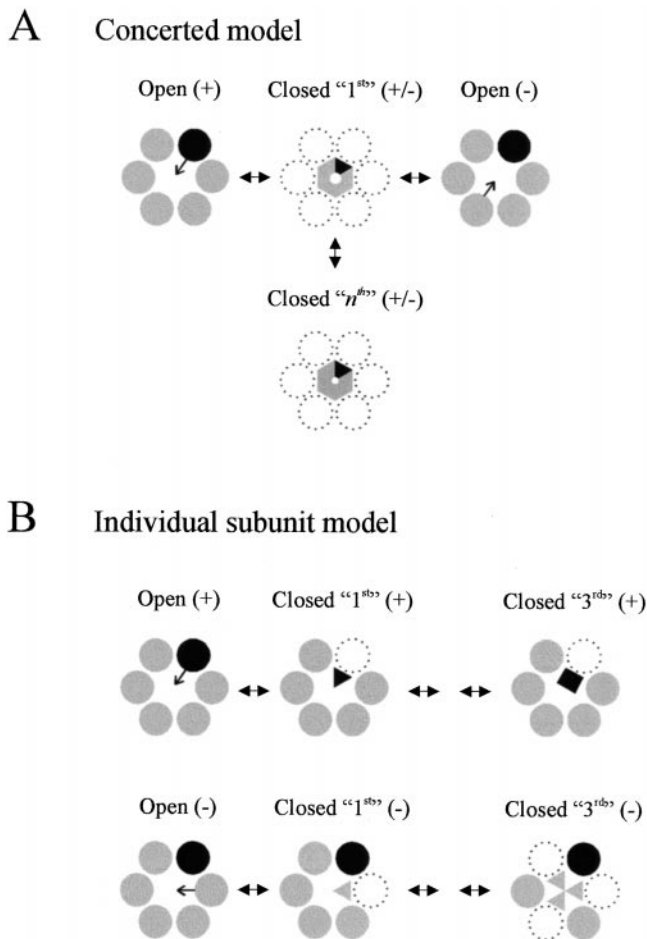 A Concerted model
Open (+) Closed “1st” (+/-) Open (-)
Closed “nth” (+/-)
B Individual subunit model
Open (+) Closed “1st” (+) Closed “3rd” (+)
Open (-) Closed “1st” (-) Closed “3rd” (-)